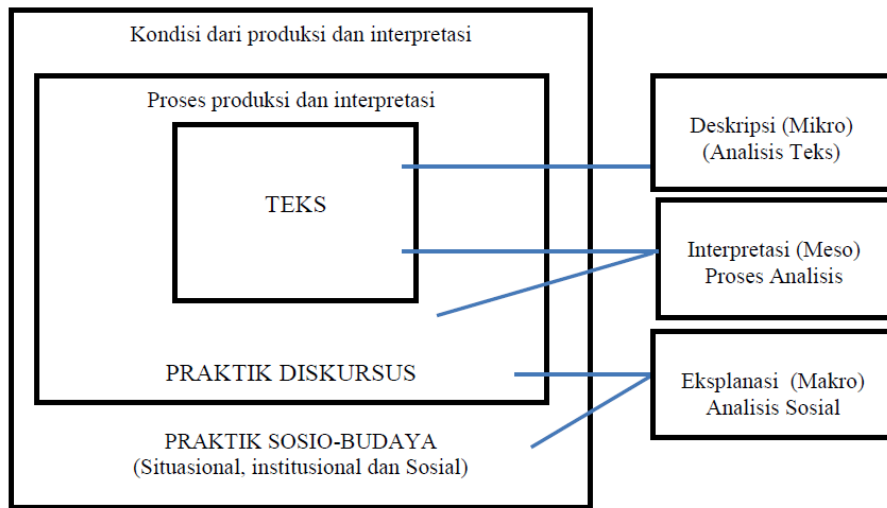 Kondisi dari produksi dan interpretasi
Proses produksi dan interpretasi
TEKS
PRAKTIK DISKURSUS
PRAKTIK SOSIO-BUDAYA
(Situasional, institusional dan Sosial)
Deskripsi (Mikro)
(Analisis Teks)
Interpretasi (Meso)
Proses Analisis
Eksplanasi (Makro)
Analisis Sosial